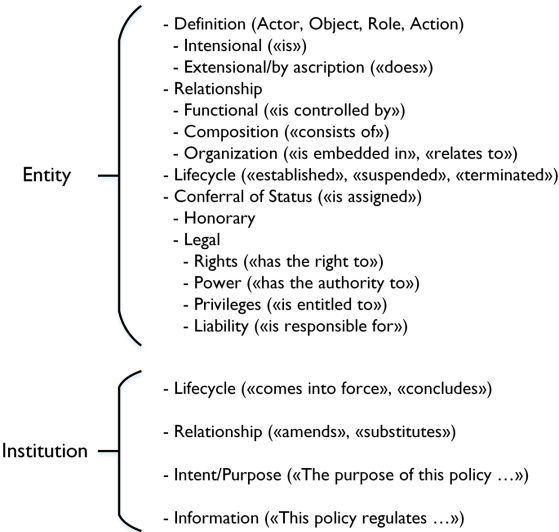 Entity
- Definition (Actor, Object, Role, Action)
- Intensional («is»)
- Extensional/by ascription («does»)
- Relationship
- Functional («is controlled by»)
- Composition («consists of»)
- Organization («is embedded in», «relates to»)
- Lifecycle («established», «suspended», «terminated»)
- Conferral of Status («is assigned»)
- Honorary
- Legal
- Rights («has the right to»)
- Power («has the authority to»)
- Privileges («is entitled to»)
- Liability («is responsible for»)
Institution
- Lifecycle («comes into force», «concludes»)
- Relationship («amends», «substitutes»)
- Intent/Purpose («The purpose of this policy …»)
- Information («This policy regulates …»)